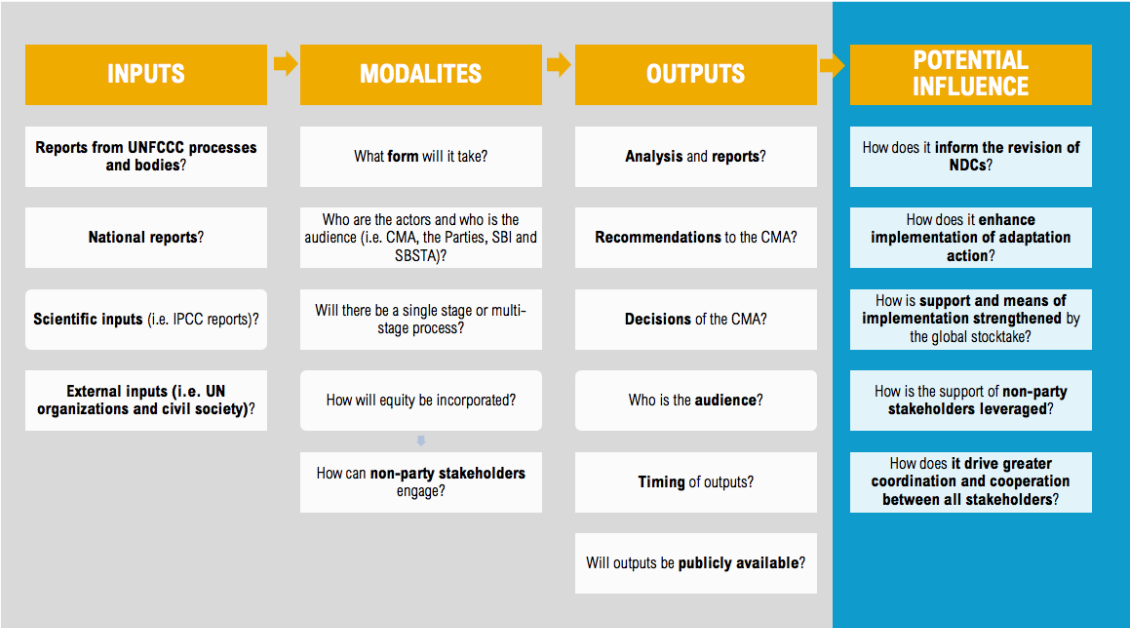 INPUTS
Reports from UNFCCC processes
and bodies?
National reports?
Scientific inputs (i.e. IPCC reports)?
External inputs (i.e. UN
organizations and civil society)?
MODALITES
What form will it take?
Who are the actors and who is the
audience (i.e. CMA, the Parties, SBI and
SBSTA)?
Will there be a single stage or multi-
stage process?
How will equity be incorporated?
How can non-party stakeholders
engage?
OUTPUTS
Analysis and reports?
Recommendations to the CMA?
Decisions of the CMA?
Who is the audience?
Timing of outputs?
Will outputs be publicly available?
POTENTIAL
INFLUENCE
How does it inform the revision of
NDCs?
How does it enhance
implementation of adaptation
action?
How is support and means of
implementation strengthened by
the global stocktake?
How is the support of non-party
stakeholders leveraged?
How does it drive greater
coordination and cooperation
between all stakeholders?